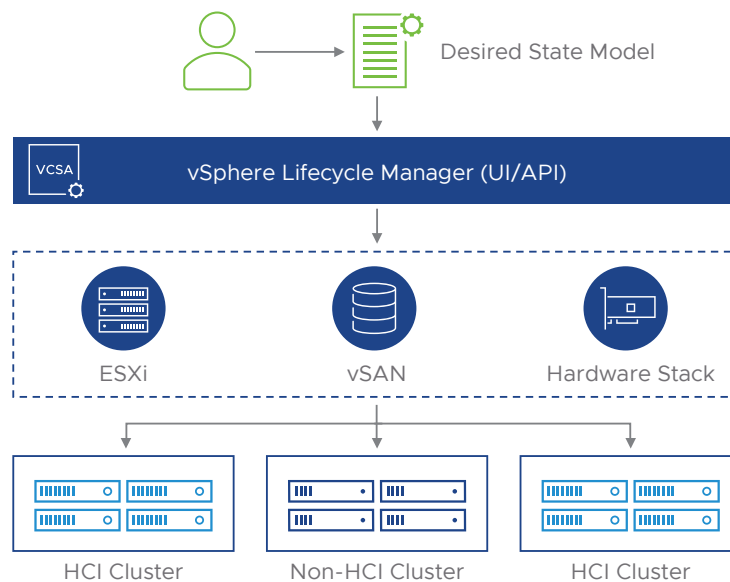 Desired State Model
VCSA
vSphere Lifecycle Manager (UI/API)
ESXi
vSAN
Hardware Stack
HCI Cluster
Non-HCI Cluster
HCI Cluster